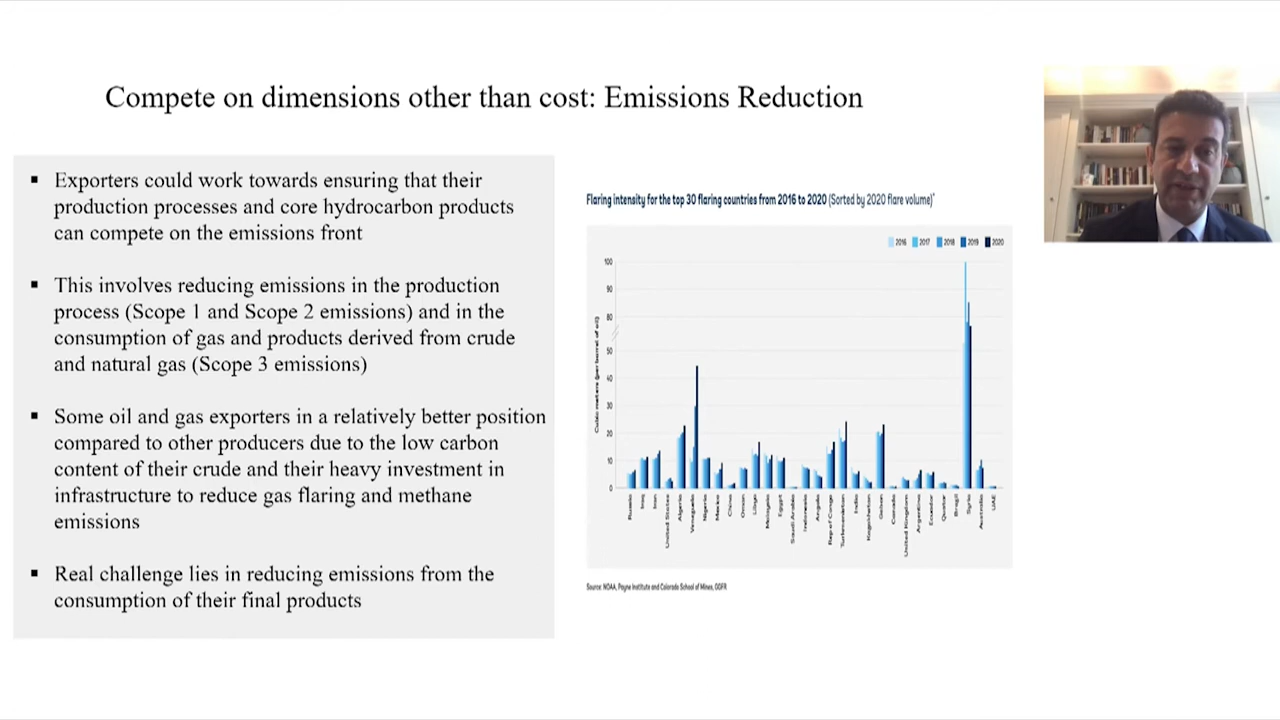 Compete on dimensions other than cost: Emissions Reduction
▪ Exporters could work towards ensuring that their
production processes and core hydrocarbon products
can compete on the emissions front
▪ This involves reducing emissions in the production
process (Scope 1 and Scope 2 emissions) and in the
consumption of gas and products derived from crude
and natural gas (Scope 3 emissions)
▪ Some oil and gas exporters in a relatively better position
compared to other producers due to the low carbon
content of their crude and their heavy investment in
infrastructure to reduce gas flaring and methane
emissions
▪ Real challenge lies in reducing emissions from the
consumption of their final products
Flaring intensity for the top 30 flaring countries from 2016 to 2020 (Sorted by 2020 flare volume)*
2016 2017 2018 2019 2020
Cubic meters (per barrel of oil)
100
90
80
50
40
30
20
10
0
Russia
Iraq
Iran
United States
Algeria
Venezuela
Nigeria
Mexico
China
Oman
Libya
Malaysia
Egypt
Saudi Arabia
Indonesia
Angola
Rep of Congo
Turkmenistan
India
Kazakhstan
Gabon
Canada
United Kingdom
Argentina
Ecuador
Qatar
Brazil
Syria
Australia
UAE
Source: NOAA, Payne Institute and Colorado School of Mines, GGFR